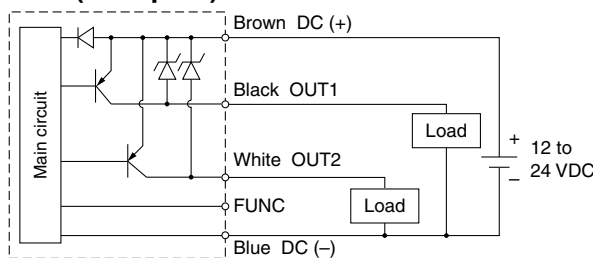 Brown DC (+)
Main circuit
Black OUT1
Load
+
12 to
24 VDC
–
White OUT2
Load
FUNC
Blue DC (–)